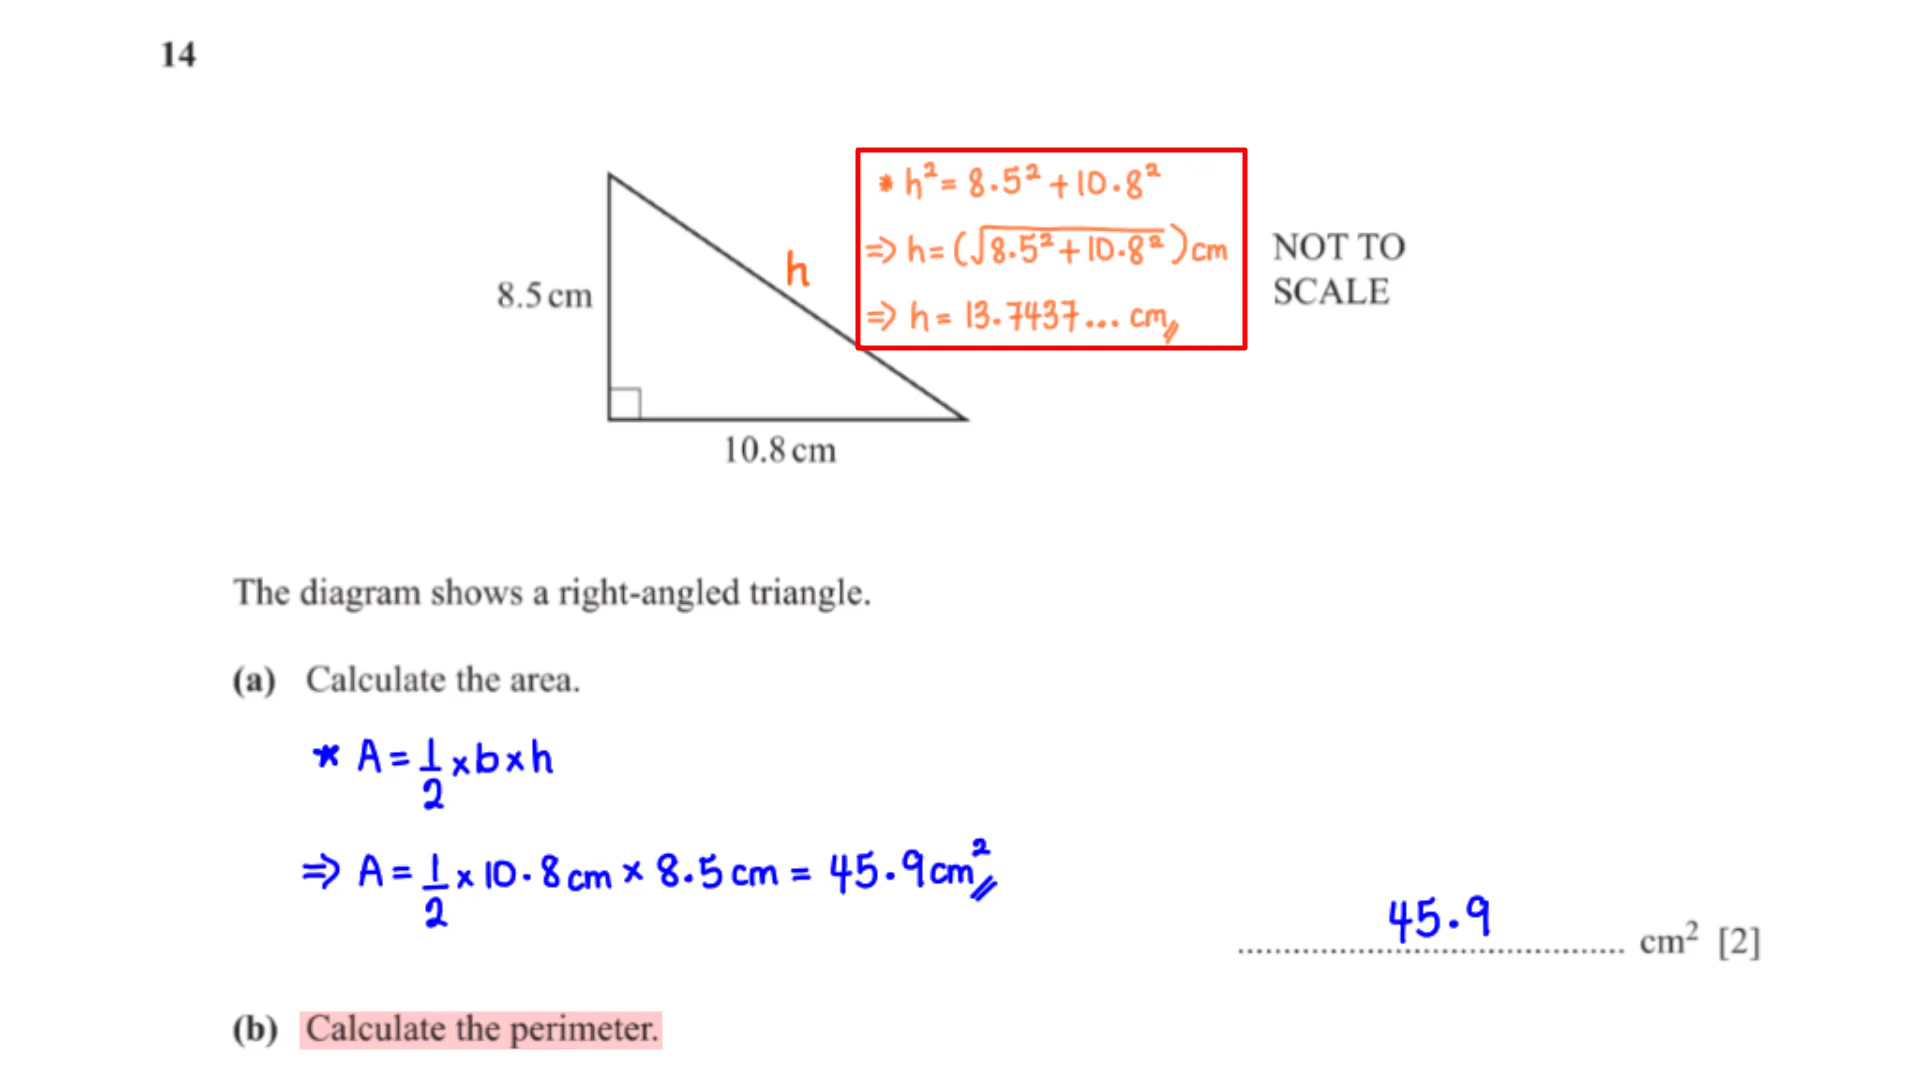 14
* h² = 8.5² + 10.8²
⇒ h = (√8.5² + 10.8²) cm
⇒ h = 13.7437... cm
NOT TO
SCALE
h
8.5 cm
10.8 cm
The diagram shows a right-angled triangle.
(a) Calculate the area.
* A = 1/2 × b × h
⇒ A = 1/2 × 10.8 cm × 8.5 cm = 45.9 cm²
45.9
.......................................... cm² [2]
(b) Calculate the perimeter.